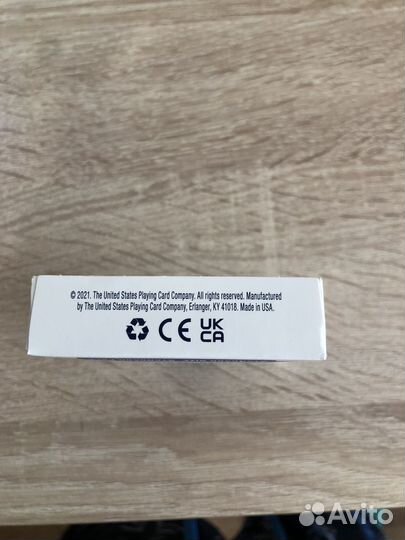 © 2021. The United States Playing Card Company. All rights reserved. Manufactured
by The United States Playing Card Company, Erlanger, KY 41018. Made in USA.
CE UK
CA
Avito